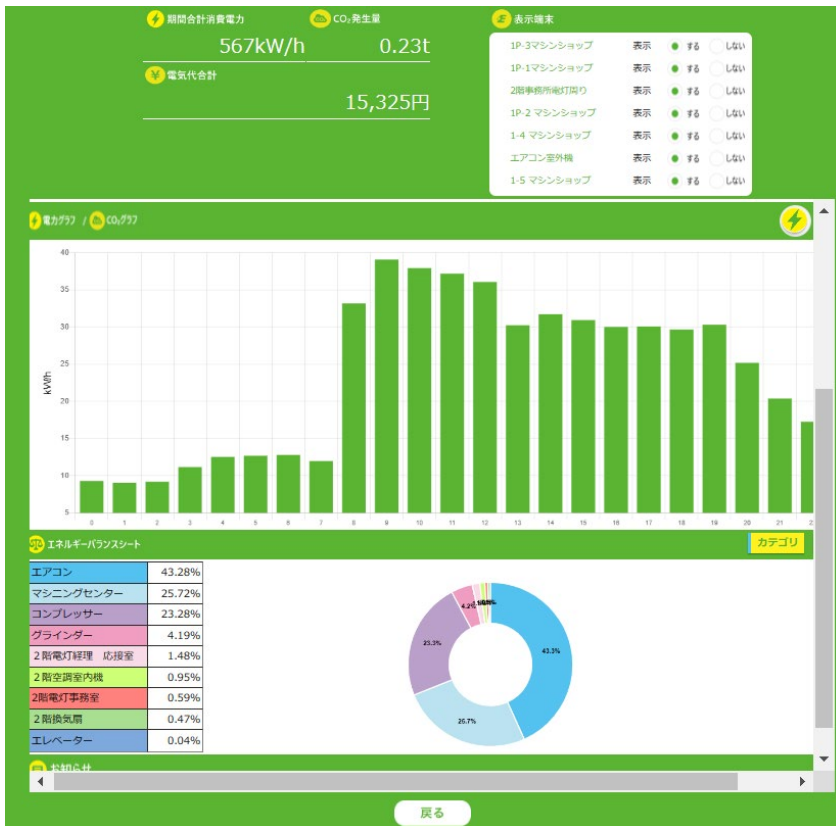 期間合計消費電力
CO₂発生量
567kW/h
0.23t
電気代合計
15,325円
表示端末
1P-3マシンショップ 表示 する しない
1P-1マシンショップ 表示 する しない
2階事務所電灯周り 表示 する しない
1P-2 マシンショップ 表示 する しない
1-4 マシンショップ 表示 する しない
エアコン室外機 表示 する しない
1-5 マシンショップ 表示 する しない
電力グラフ / CO₂グラフ
40
35
30
25
20
15
10
5
kW/h
0 1 2 3 4 5 6 7 8 9 10 11 12 13 14 15 16 17 18 19 20 21
エネルギーバランスシート
カテゴリ
エアコン 43.28%
マシニングセンター 25.72%
コンプレッサー 23.28%
グラインダー 4.19%
2階電灯経理 応接室 1.48%
2階空調室内機 0.95%
2階電灯事務室 0.59%
2階換気扇 0.47%
エレベーター 0.04%
4.2%
23.3%
43.3%
25.7%
お知らせ
戻る